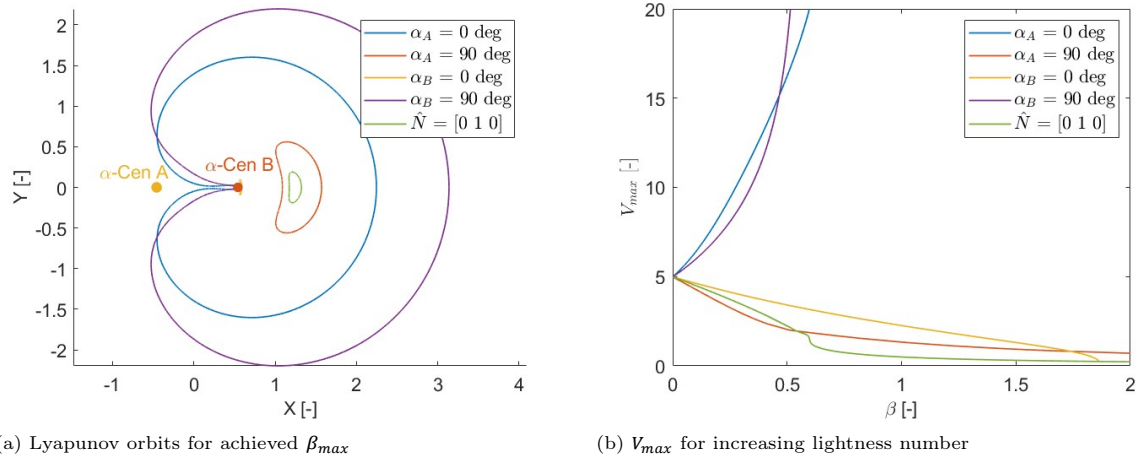 2
1.5
1
0.5
0
-0.5
-1
-1.5
-2
Y [-]
-1 0 1 2 3 4
X [-]
α-Cen A
α-Cen B
α_A = 0 deg
α_A = 90 deg
α_B = 0 deg
α_B = 90 deg
N̂ = [0 1 0]
20
15
10
5
0
V_max [-]
0 0.5 1 1.5 2
β [-]
α_A = 0 deg
α_A = 90 deg
α_B = 0 deg
α_B = 90 deg
N̂ = [0 1 0]
a) Lyapunov orbits for achieved β_max
(b) V_max for increasing lightness number